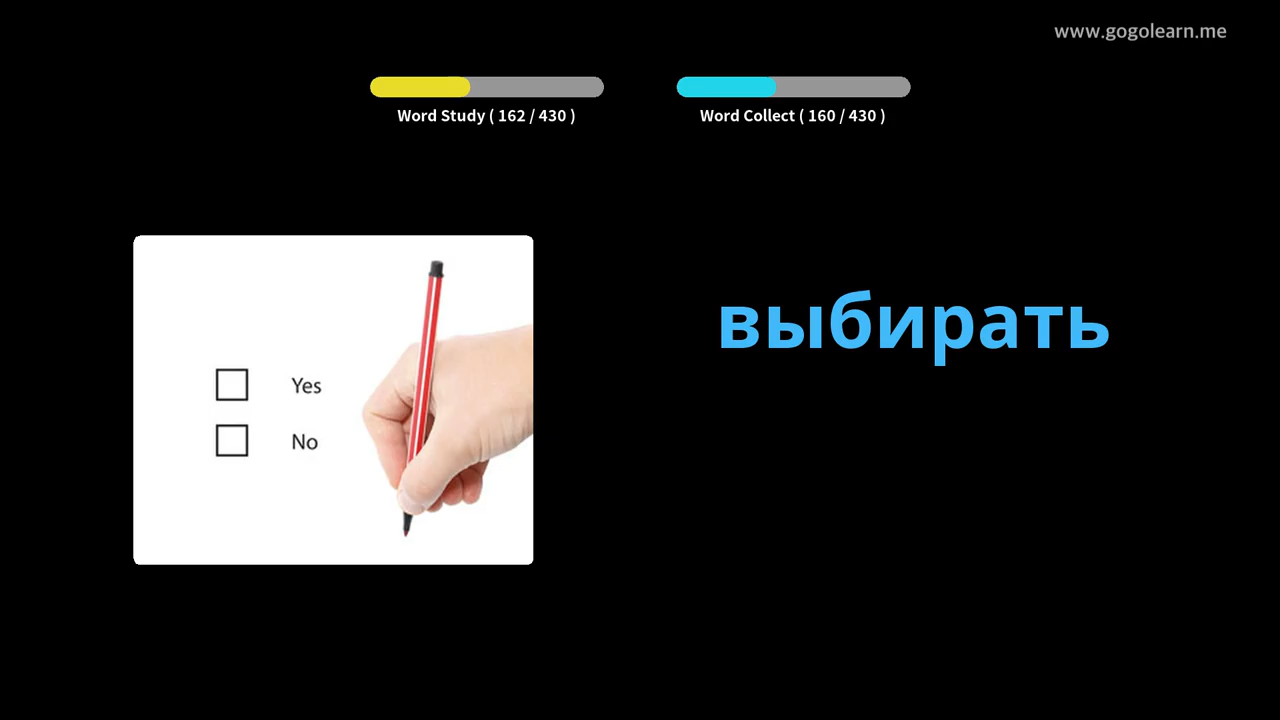 www.gogolearn.me
Word Study ( 162 / 430 )
Word Collect ( 160 / 430 )
выбирать
Yes
No